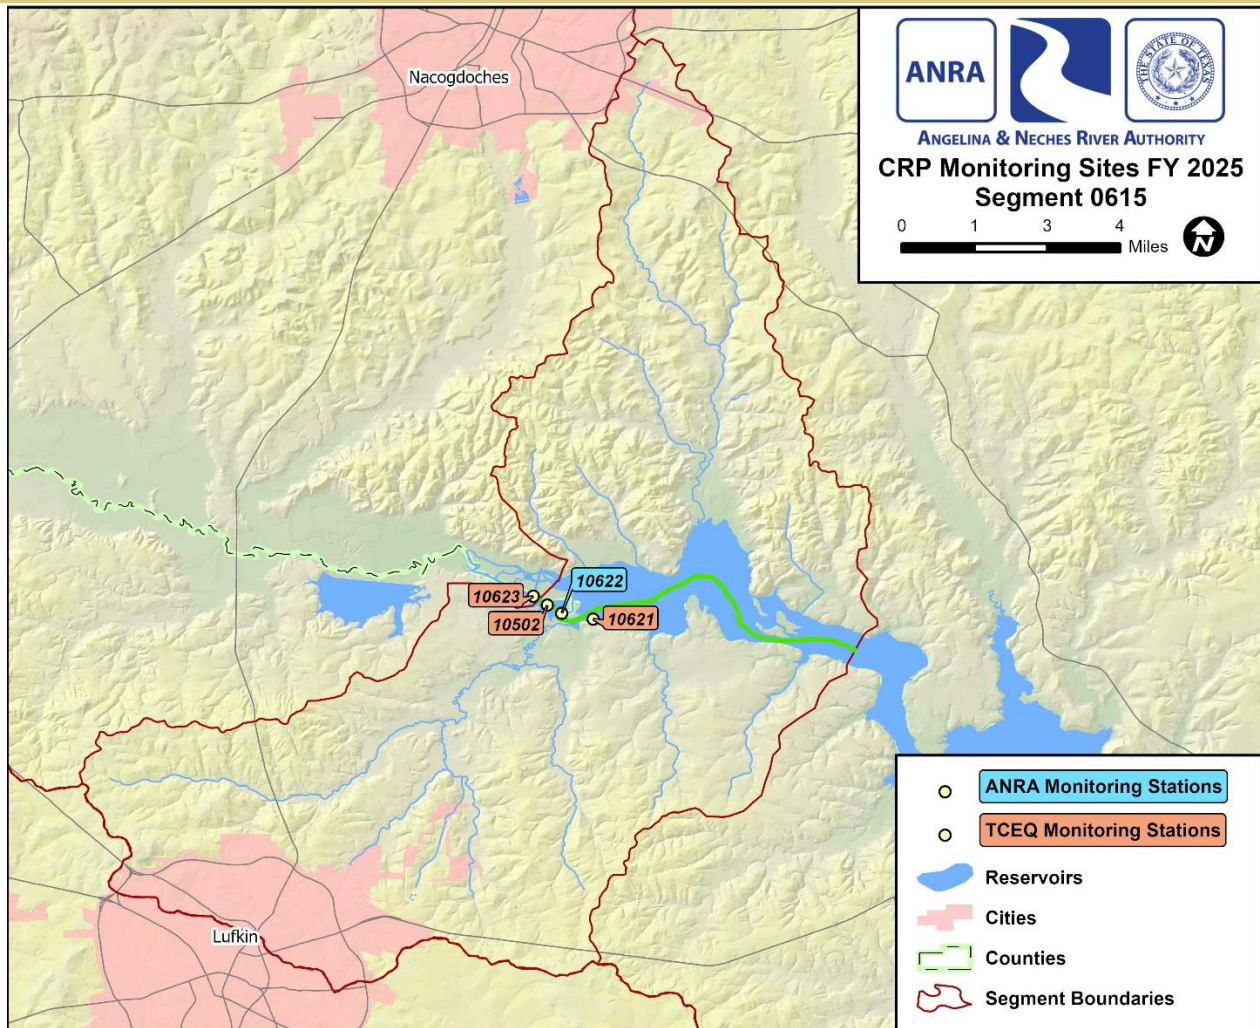 Nacogdoches
ANRA
THE STATE OF TEXAS
ANGELINA & NECHES RIVER AUTHORITY
CRP Monitoring Sites FY 2025
Segment 0615
0 1 3 4
Miles
N
10622
10623
10502
10621
Lufkin
ANRA Monitoring Stations
TCEQ Monitoring Stations
Reservoirs
Cities
Counties
Segment Boundaries